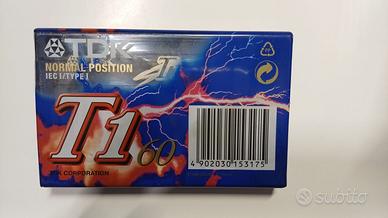 TDK
NORMAL POSITION
IEC I/TYPE I
T1 60
TDK CORPORATION
4 902030 153175
subito